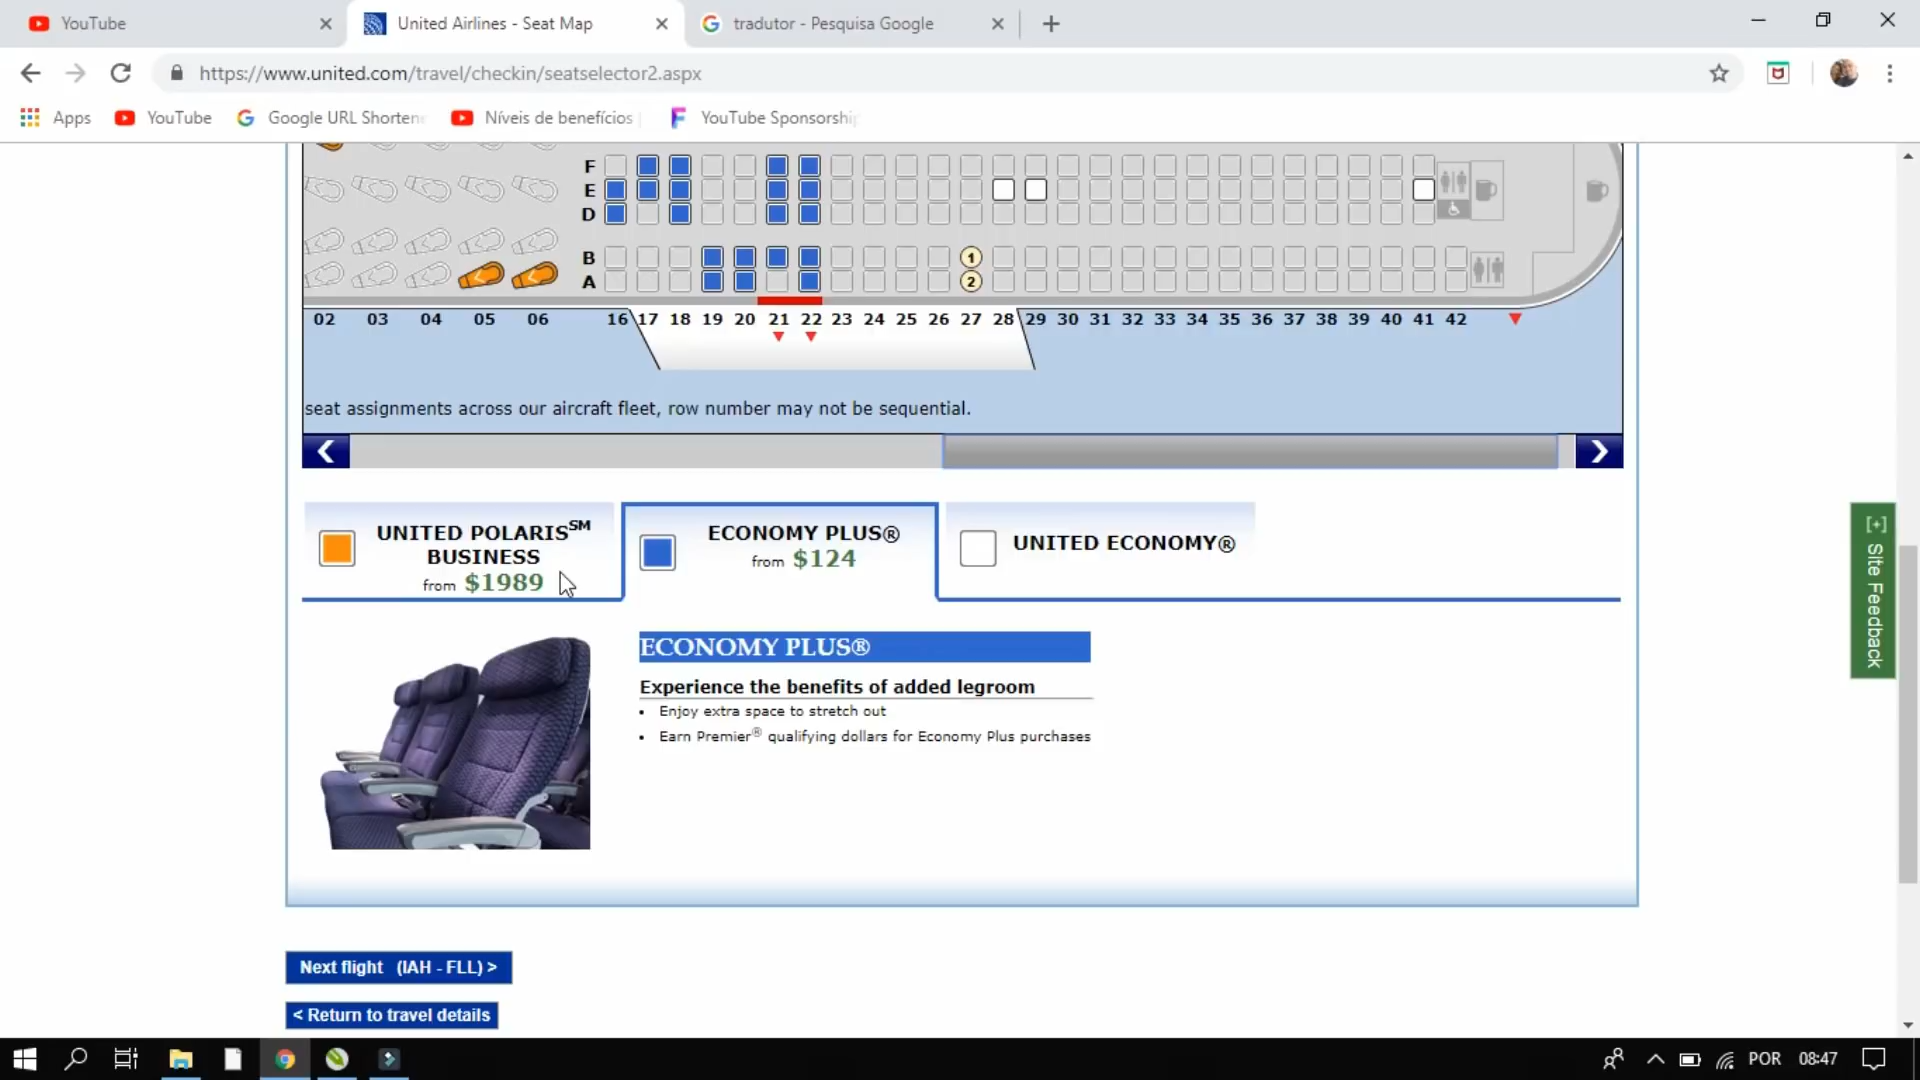 YouTube
United Airlines - Seat Map
tradutor - Pesquisa Google
https://www.united.com/travel/checkin/seatselector2.aspx
Apps
YouTube
Google URL Shorten
Níveis de benefícios
YouTube Sponsorship
F
E
D
B
A
1
2
02 03 04 05 06 16 17 18 19 20 21 22 23 24 25 26 27 28 29 30 31 32 33 34 35 36 37 38 39 40 41 42
seat assignments across our aircraft fleet, row number may not be sequential.
UNITED POLARIS℠
BUSINESS
from $1989
ECONOMY PLUS®
from $124
UNITED ECONOMY®
[+] Site Feedback
ECONOMY PLUS®
Experience the benefits of added legroom
• Enjoy extra space to stretch out
• Earn Premier® qualifying dollars for Economy Plus purchases
Next flight (IAH - FLL) >
< Return to travel details
POR 08:47